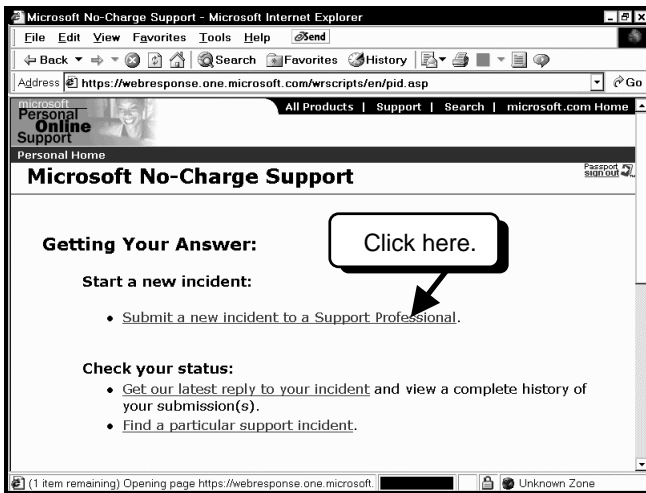 Microsoft No-Charge Support - Microsoft Internet Explorer
File Edit View Favorites Tools Help Send
Back Search Favorites History
Address https://webresponse.one.microsoft.com/wrscripts/en/pid.asp Go
microsoft
Personal
Online
Support
All Products | Support | Search | microsoft.com Home
Personal Home
Microsoft No-Charge Support
Passport
sign out
Getting Your Answer:
Click here.
Start a new incident:
• Submit a new incident to a Support Professional.
Check your status:
• Get our latest reply to your incident and view a complete history of
your submission(s).
• Find a particular support incident.
(1 item remaining) Opening page https://webresponse.one.microsoft. Unknown Zone